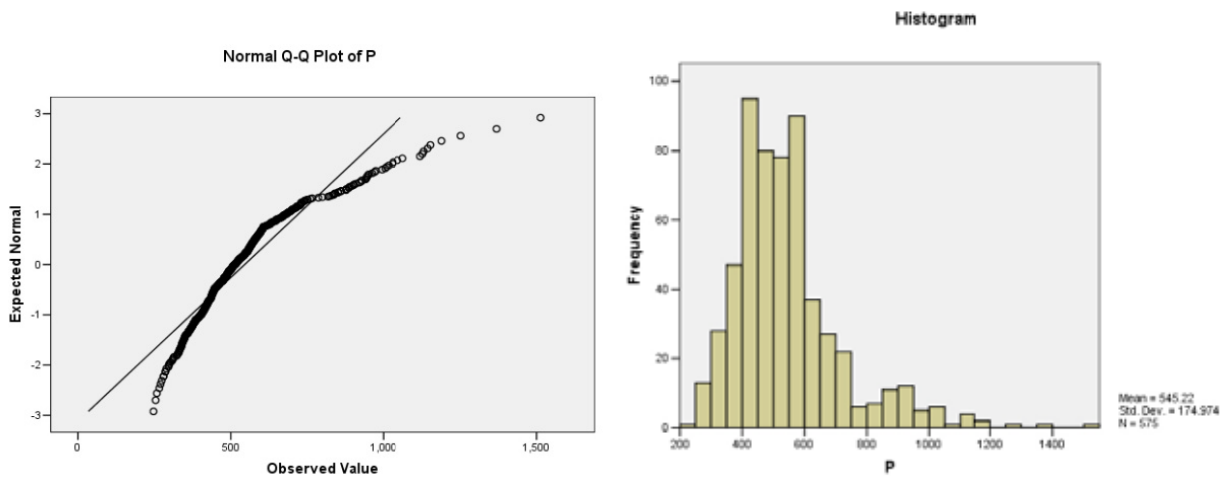 Normal Q-Q Plot of P
Expected Normal
3
2
1
0
-1
-2
-3
0
500
1,000
1,500
Observed Value
Histogram
Frequency
100
80
60
40
20
0
200
400
600
800
1000
1200
1400
P
Mean = 545.22
Std. Dev. = 174.974
N = 575